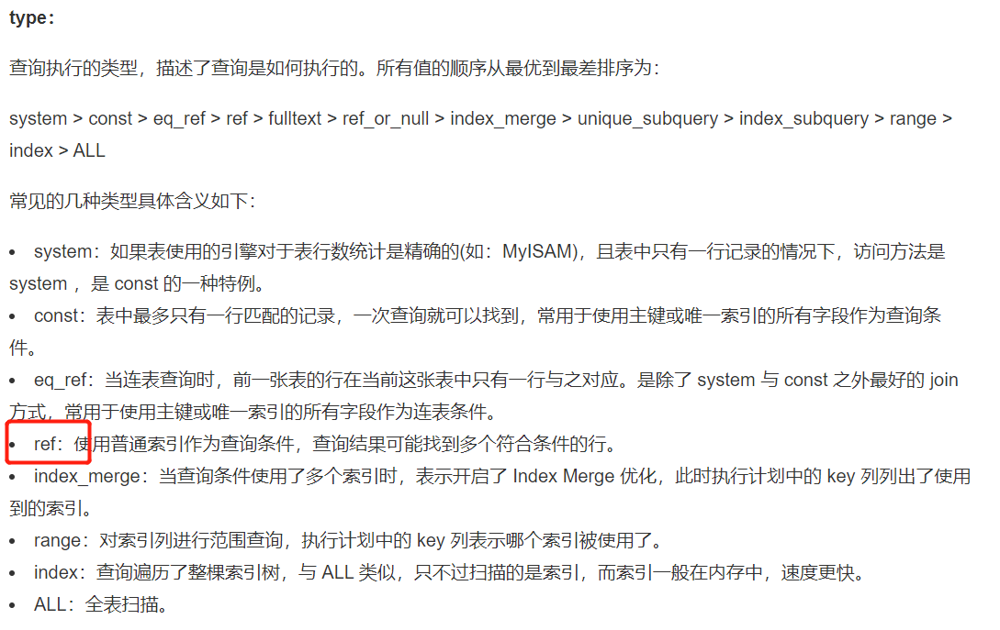 type：
查询执行的类型，描述了查询是如何执行的。所有值的顺序从最优到最差排序为：
system > const > eq_ref > ref > fulltext > ref_or_null > index_merge > unique_subquery > index_subquery > range >
index > ALL
常见的几种类型具体含义如下：
• system：如果表使用的引擎对于表行数统计是精确的(如：MyISAM)，且表中只有一行记录的情况下，访问方法是
system ，是 const 的一种特例。
• const：表中最多只有一行匹配的记录，一次查询就可以找到，常用于使用主键或唯一索引的所有字段作为查询条
件。
• eq_ref：当连表查询时，前一张表的行在当前这张表中只有一行与之对应。是除了 system 与 const 之外最好的 join
方式，常用于使用主键或唯一索引的所有字段作为连表条件。
• ref：使用普通索引作为查询条件，查询结果可能找到多个符合条件的行。
• index_merge：当查询条件使用了多个索引时，表示开启了 Index Merge 优化，此时执行计划中的 key 列列出了使用
到的索引。
• range：对索引列进行范围查询，执行计划中的 key 列表示哪个索引被使用了。
• index：查询遍历了整棵索引树，与 ALL 类似，只不过扫描的是索引，而索引一般在内存中，速度更快。
• ALL：全表扫描。